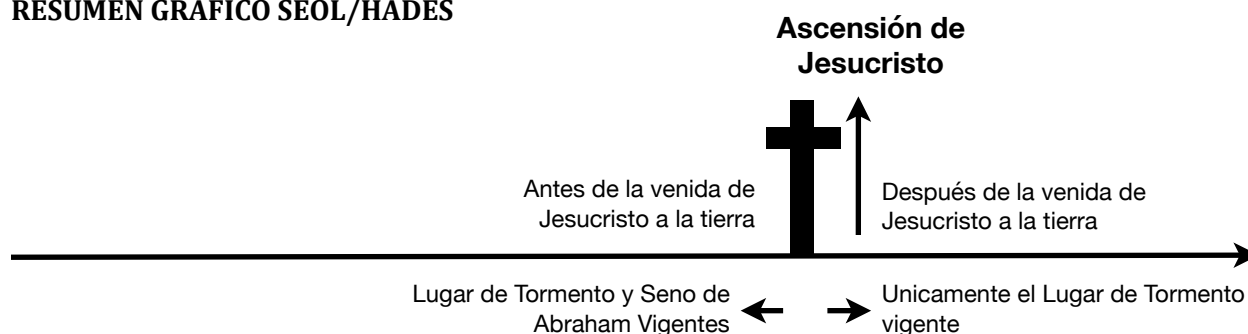 RESUMEN GRÁFICO SEOL/HADES
Ascensión de
Jesucristo
Antes de la venida de
Jesucristo a la tierra
Después de la venida de
Jesucristo a la tierra
Lugar de Tormento y Seno de
Abraham Vigentes
Unicamente el Lugar de Tormento
vigente